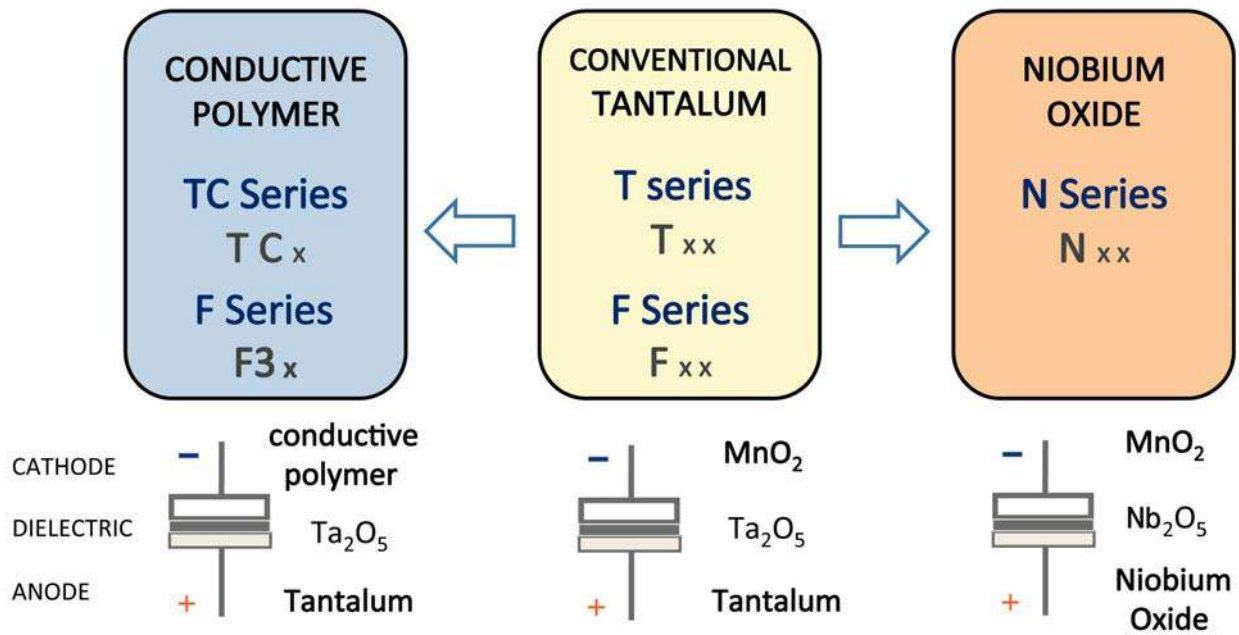 CONDUCTIVE
POLYMER
TC Series
T C x
F Series
F3 x
CONVENTIONAL
TANTALUM
T series
T x x
F Series
F x x
NIOBIUM
OXIDE
N Series
N x x
CATHODE
DIELECTRIC
ANODE
−
conductive
polymer
Ta₂O₅
+
Tantalum
−
MnO₂
Ta₂O₅
+
Tantalum
−
MnO₂
Nb₂O₅
+
Niobium
Oxide